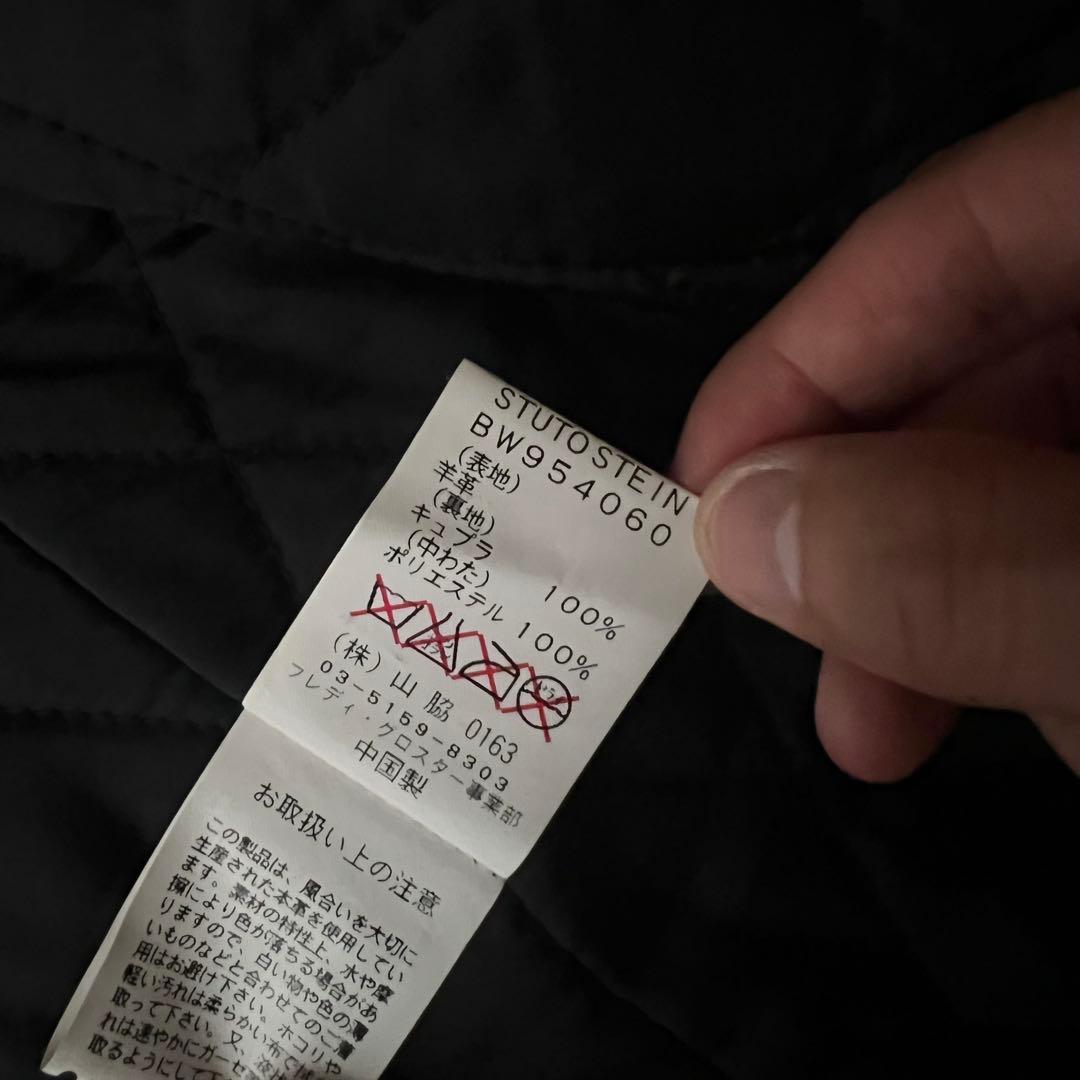 STUTOSTEIN
BW954060
(表地)
羊革
(裏地)
キュプラ 100%
(中わた)
ポリエステル 100%
(株)山脇 0163
03-5159-8303
フレディ・グロスター事業部
中国製
お取扱い上の注意
この製品は、風合いを大切に
生産された本革を使用してい
ます。素材の特性上、水や摩
擦により色が落ちる場合があ
りますので、白い物や色の薄
いものなどと合わせてのご着
用はお避け下さい。ホコリや
軽い汚れは柔らかい布で
取って下さい。又、
れは速やかにガーゼ
取るようにして下